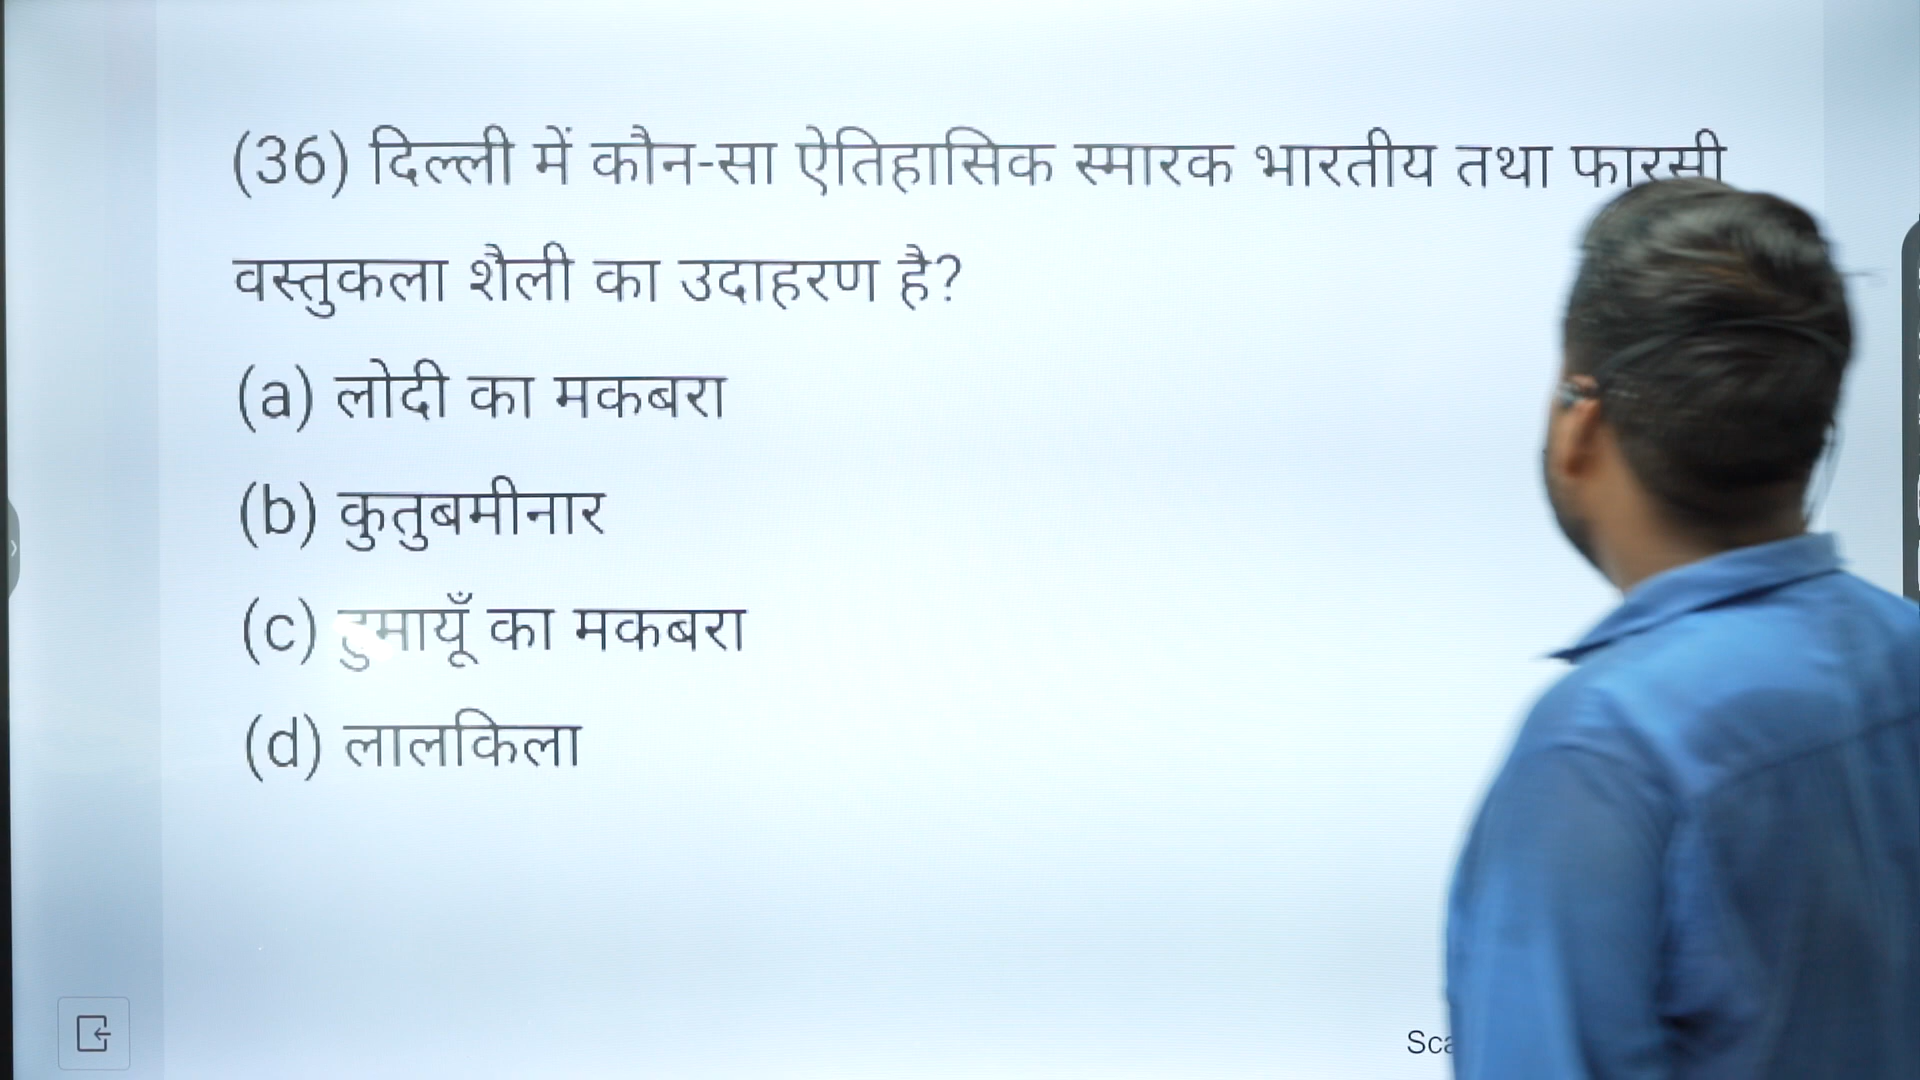 (36) दिल्ली में कौन-सा ऐतिहासिक स्मारक भारतीय तथा फारसी
वस्तुकला शैली का उदाहरण है?
(a) लोदी का मकबरा
(b) कुतुबमीनार
(c) हुमायूँ का मकबरा
(d) लालकिला